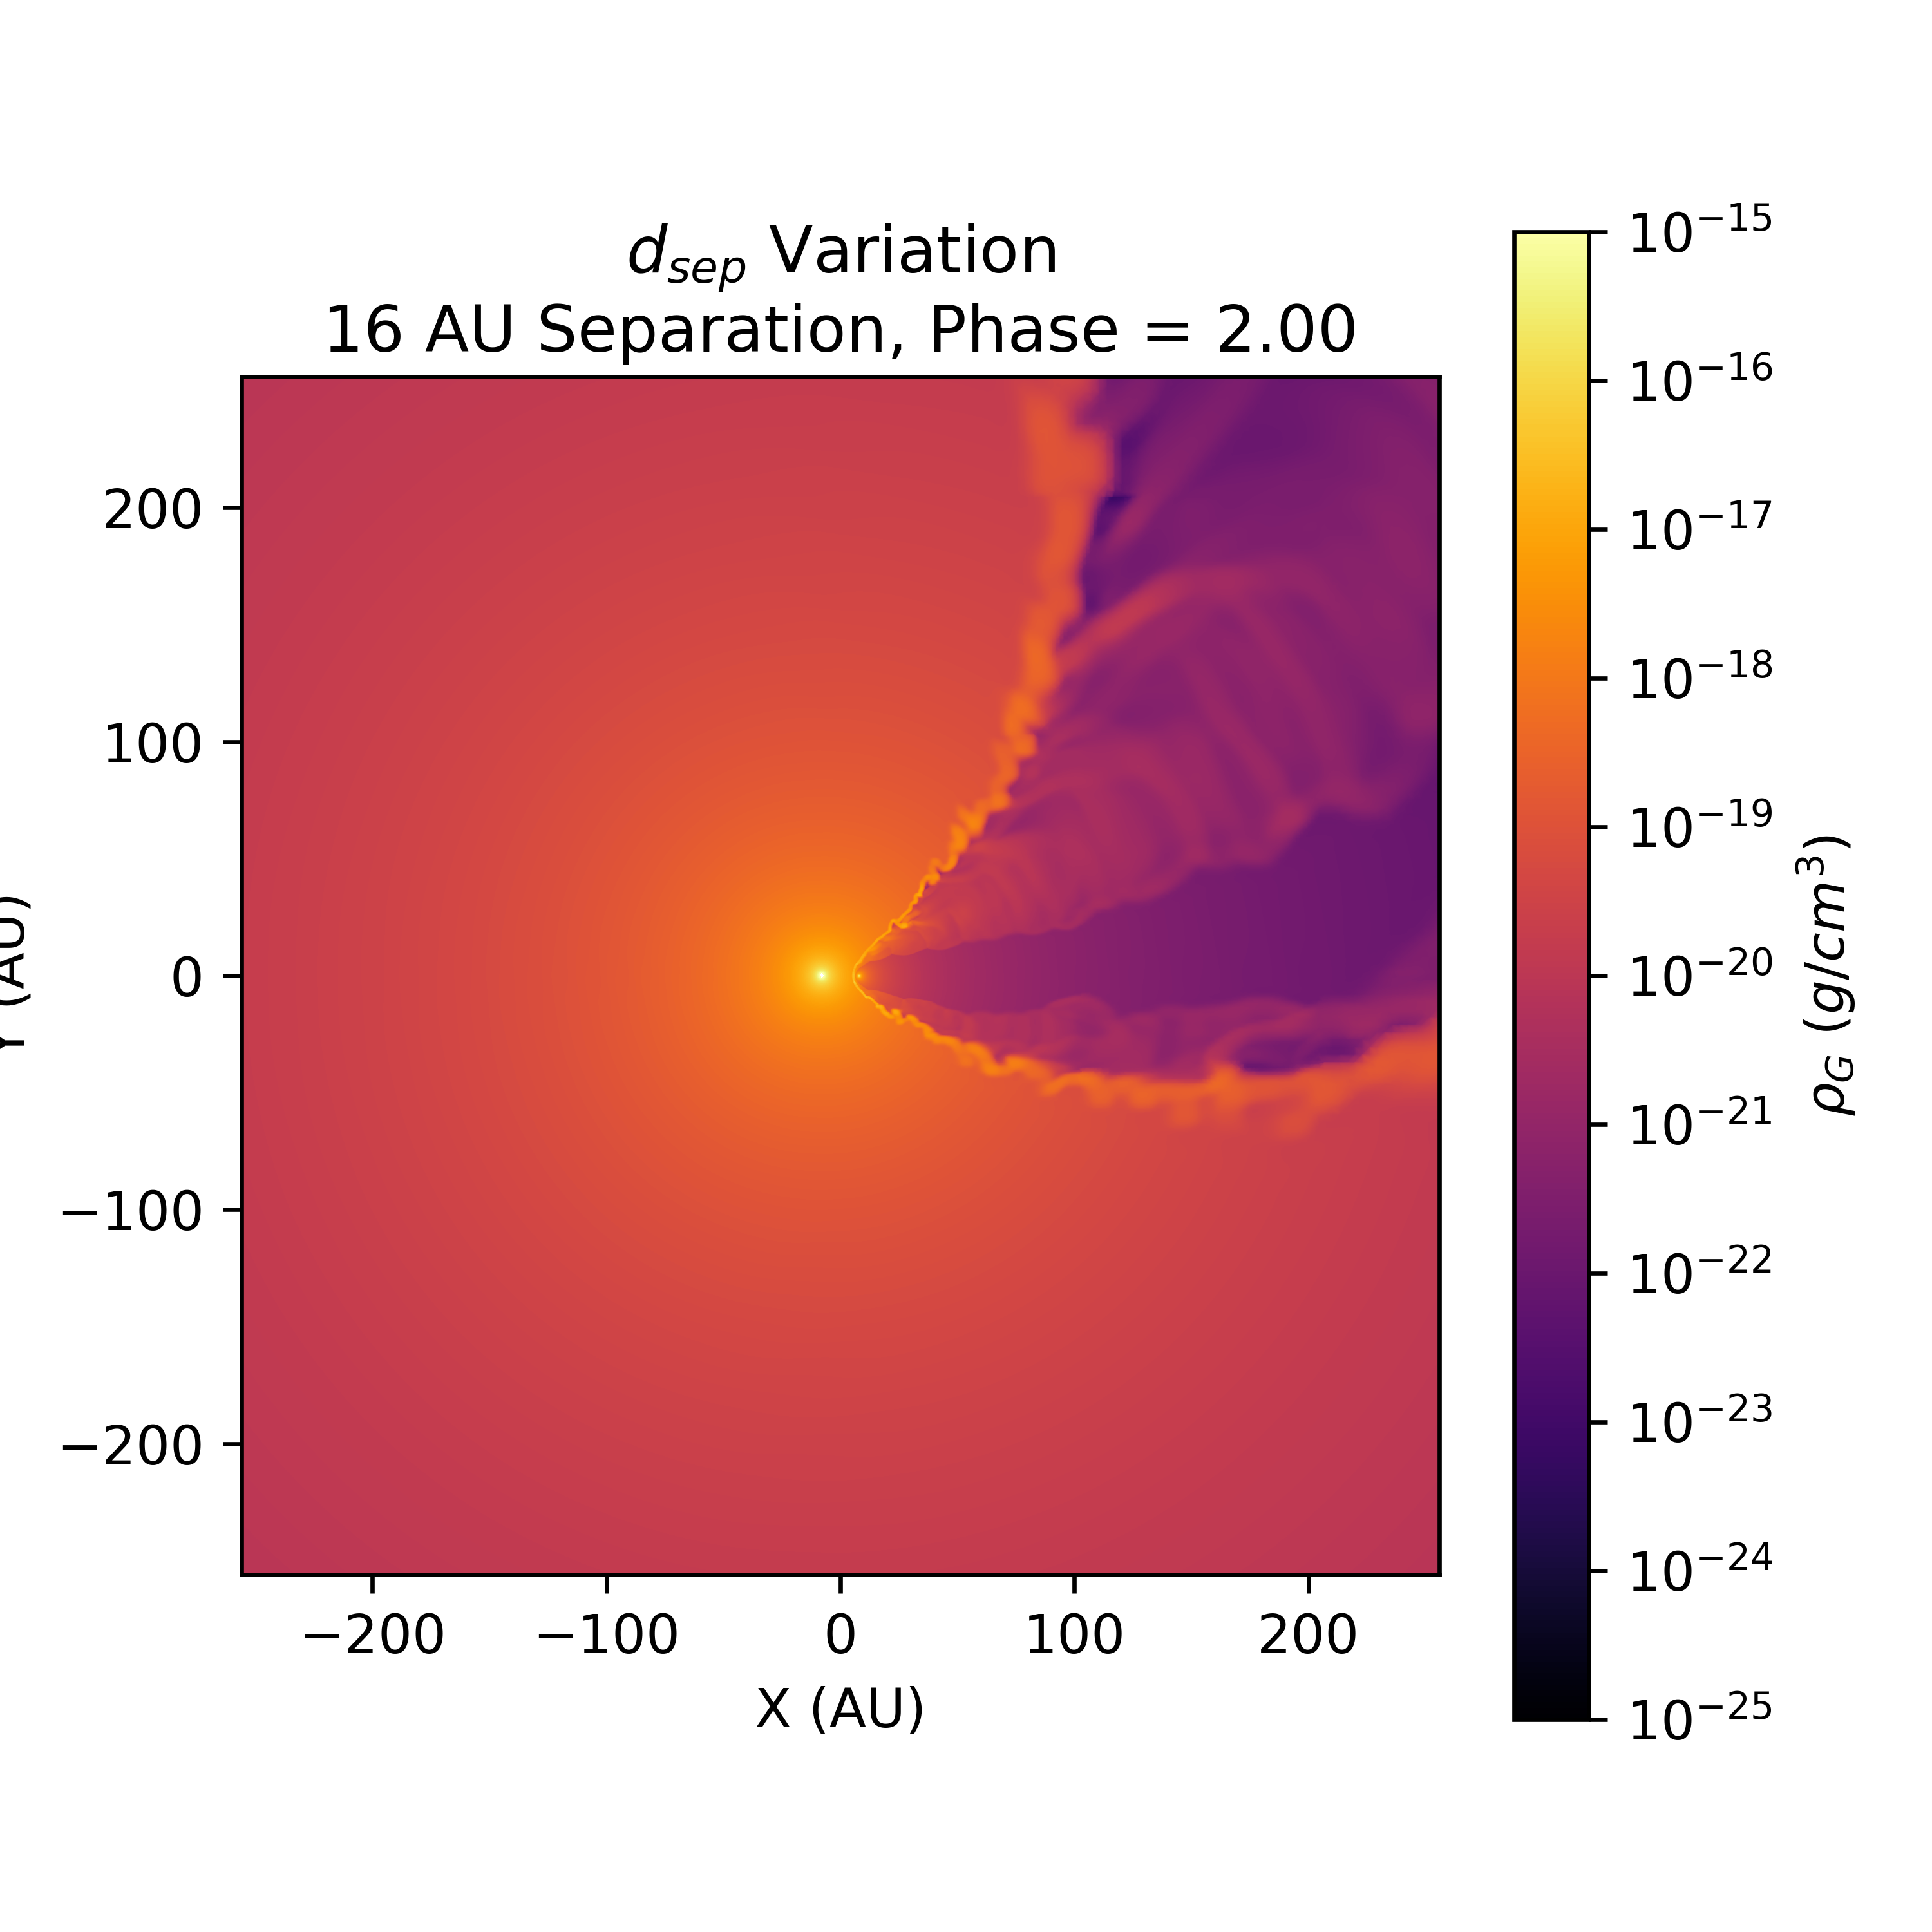 d_sep Variation
16 AU Separation, Phase = 2.00
Y (AU)
200
100
0
−100
−200
−200 −100 0 100 200
X (AU)
10⁻¹⁵
10⁻¹⁶
10⁻¹⁷
10⁻¹⁸
10⁻¹⁹
10⁻²⁰
10⁻²¹
10⁻²²
10⁻²³
10⁻²⁴
10⁻²⁵
ρ_G (g/cm³)